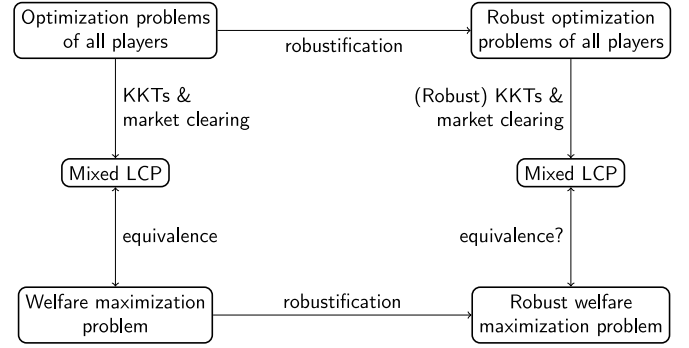 Optimization problems
of all players
robustification
Robust optimization
problems of all players
KKTs &
market clearing
(Robust) KKTs &
market clearing
Mixed LCP
Mixed LCP
equivalence
equivalence?
Welfare maximization
problem
robustification
Robust welfare
maximization problem